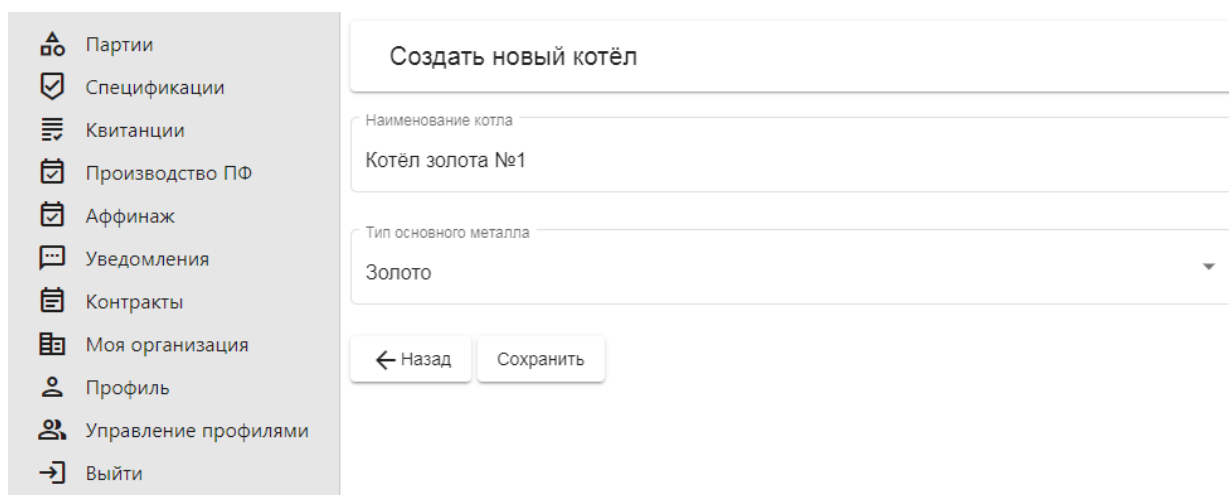 Партии
Спецификации
Квитанции
Производство ПФ
Аффинаж
Уведомления
Контракты
Моя организация
Профиль
Управление профилями
Выйти
Создать новый котёл
Наименование котла
Котёл золота №1
Тип основного металла
Золото
Назад
Сохранить